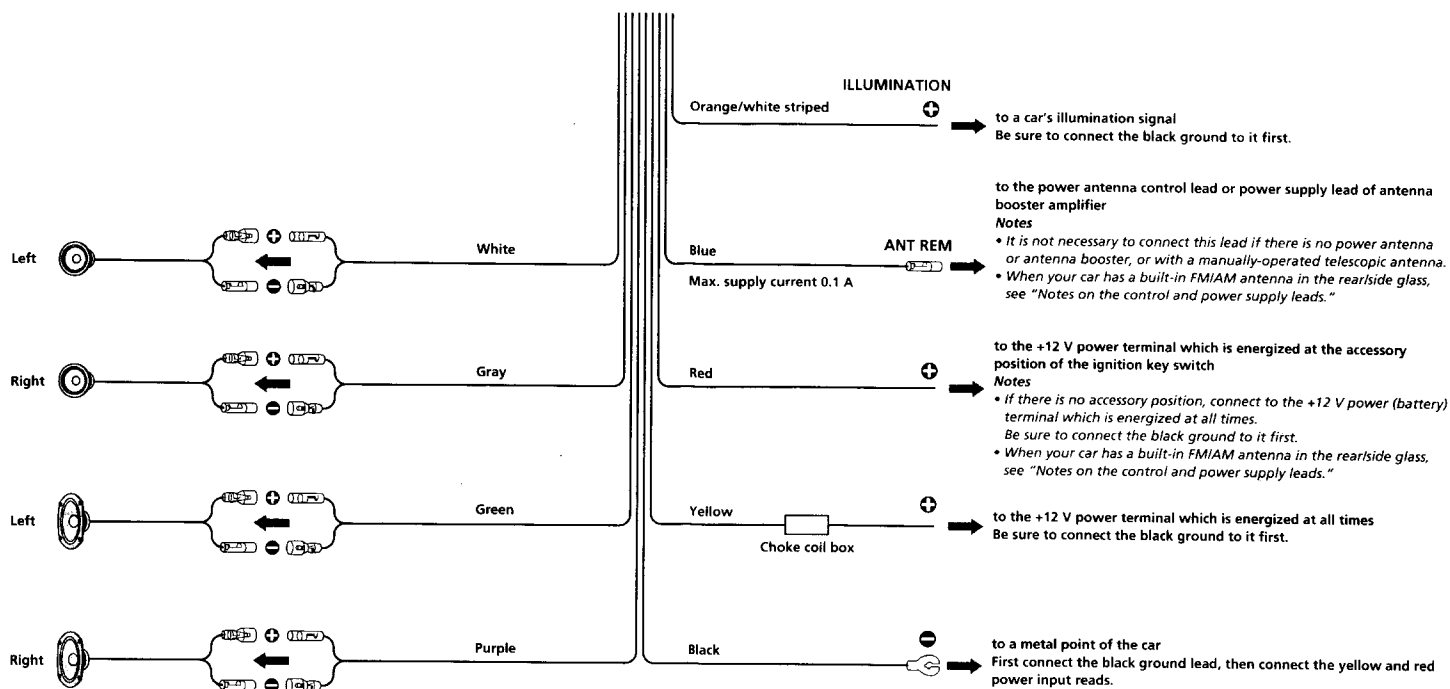 ILLUMINATION
Orange/white striped
to a car's illumination signal
Be sure to connect the black ground to it first.
Left
White
Blue
Max. supply current 0.1 A
ANT REM
to the power antenna control lead or power supply lead of antenna
booster amplifier
Notes
• It is not necessary to connect this lead if there is no power antenna
or antenna booster, or with a manually-operated telescopic antenna.
• When your car has a built-in FM/AM antenna in the rear/side glass,
see "Notes on the control and power supply leads."
Right
Gray
Red
to the +12 V power terminal which is energized at the accessory
position of the ignition key switch
Notes
• If there is no accessory position, connect to the +12 V power (battery)
terminal which is energized at all times.
Be sure to connect the black ground to it first.
• When your car has a built-in FM/AM antenna in the rear/side glass,
see "Notes on the control and power supply leads."
Left
Green
Yellow
Choke coil box
to the +12 V power terminal which is energized at all times
Be sure to connect the black ground to it first.
Right
Purple
Black
to a metal point of the car
First connect the black ground lead, then connect the yellow and red
power input reads.